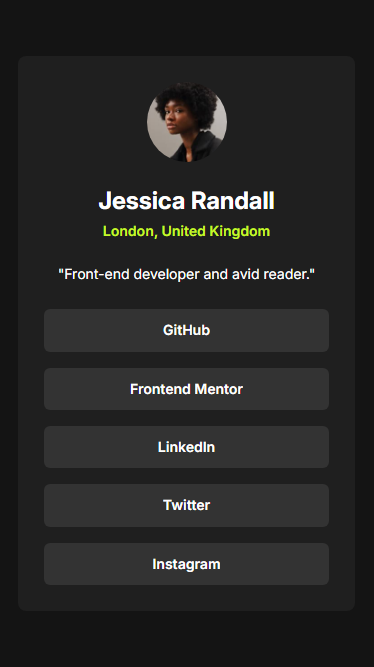 Jessica Randall
London, United Kingdom
"Front-end developer and avid reader."
GitHub
Frontend Mentor
LinkedIn
Twitter
Instagram